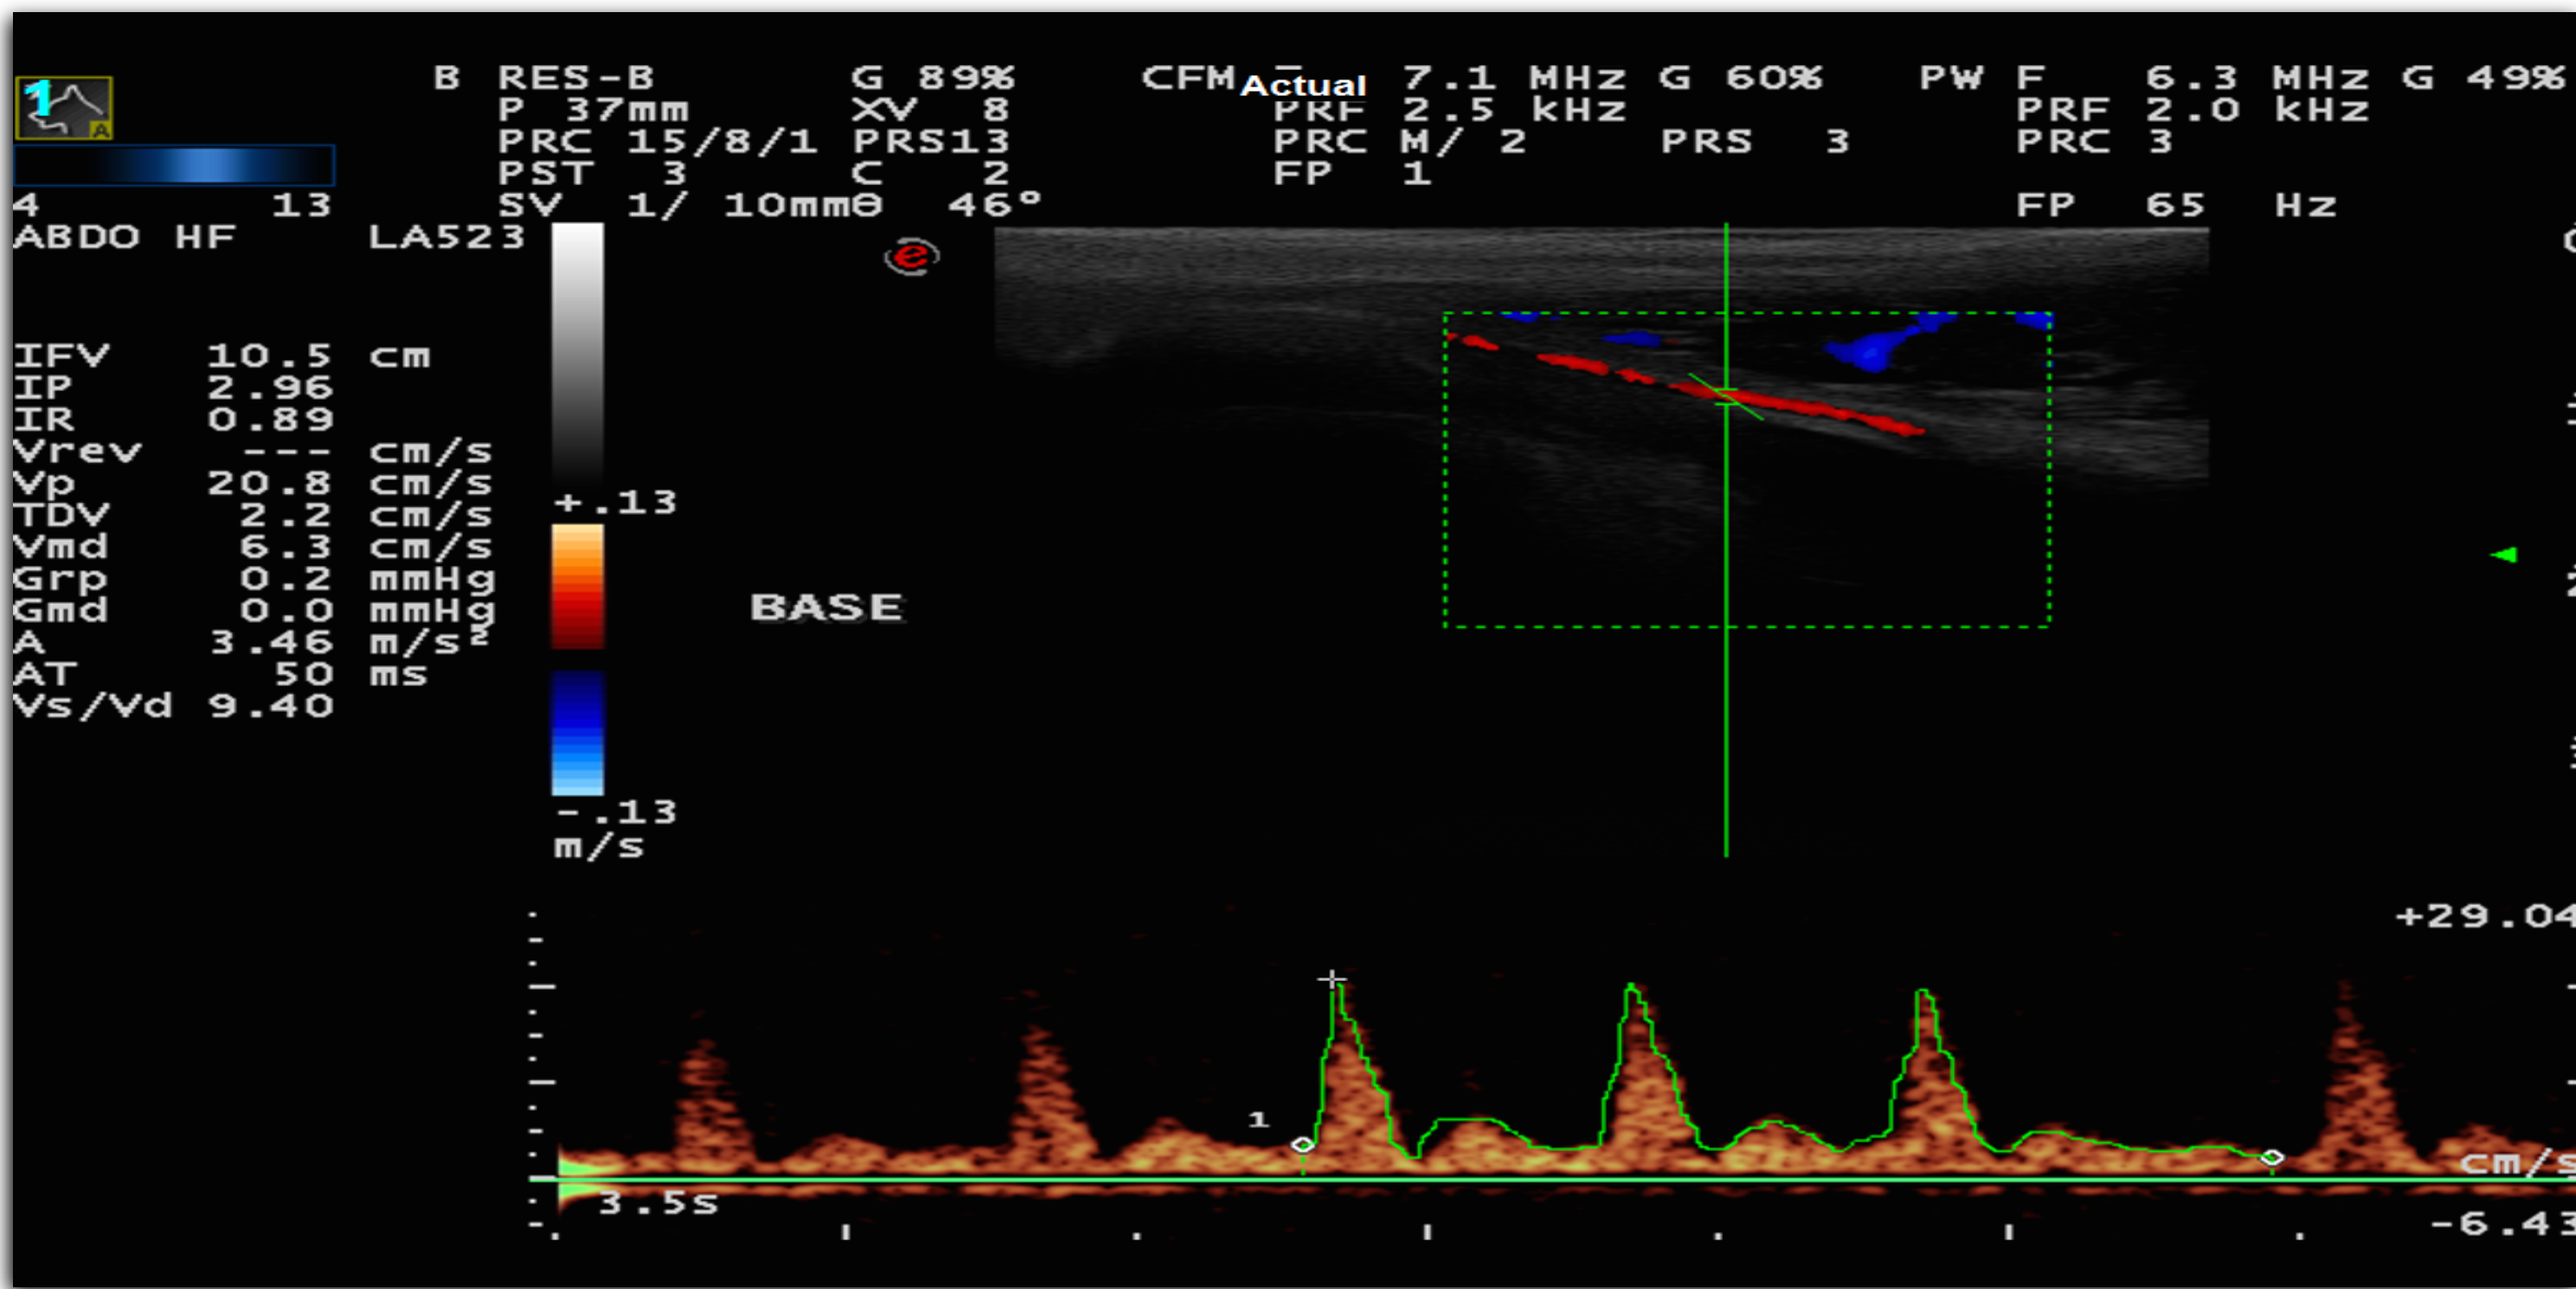 1
A
B RES-B G 89% CFM Actual 7.1 MHz G 60% PW F 6.3 MHz G 49%
P 37mm XV 8 PRF 2.5 kHz PRF 2.0 kHz
PRC 15/8/1 PRS13 PRC M/ 2 PRS 3 PRC 3
PST 3 C 2 FP 1
4 13 SV 1/ 10mmθ 46° FP 65 Hz
ABDO HF LA523
e
IFV 10.5 cm
IP 2.96
IR 0.89
Vrev --- cm/s
Vp 20.8 cm/s
TDV 2.2 cm/s
Vmd 6.3 cm/s
Grp 0.2 mmHg
Gmd 0.0 mmHg
A 3.46 m/s²
AT 50 ms
Vs/Vd 9.40
+.13
-.13
m/s
BASE
+29.04
1
cm/s
3.5s
-6.43